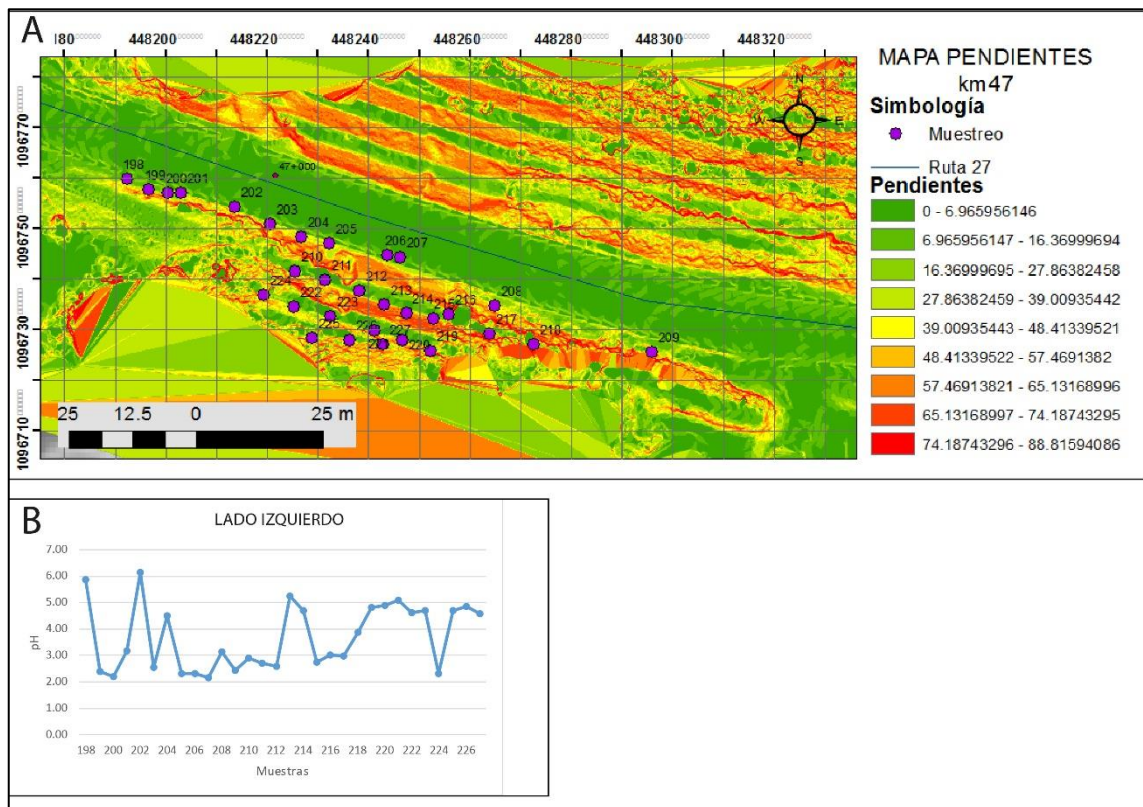 A
180
448200
448220
448240
448260
448280
448300
448320
1096770
1096750
1096730
1096710
198
199
200
201
202
203
47+000
204
205
206
207
210
211
212
213
214
215
216
208
217
218
209
224
222
223
225
227
219
220
25 12.5 0 25 m
MAPA PENDIENTES
km47
N
W E
S
Simbología
Muestreo
Ruta 27
Pendientes
0 - 6.965956146
6.965956147 - 16.36999694
16.36999695 - 27.86382458
27.86382459 - 39.00935442
39.00935443 - 48.41339521
48.41339522 - 57.4691382
57.46913821 - 65.13168996
65.13168997 - 74.18743295
74.18743296 - 88.81594086
B
LADO IZQUIERDO
7.00
6.00
5.00
4.00
3.00
2.00
1.00
0.00
pH
198 200 202 204 206 208 210 212 214 216 218 220 222 224 226
Muestras